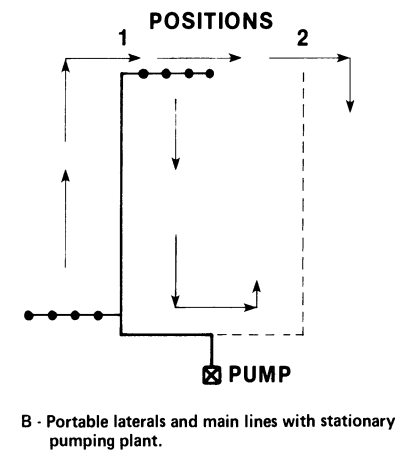 POSITIONS
1 2
PUMP
B - Portable laterals and main lines with stationary
pumping plant.